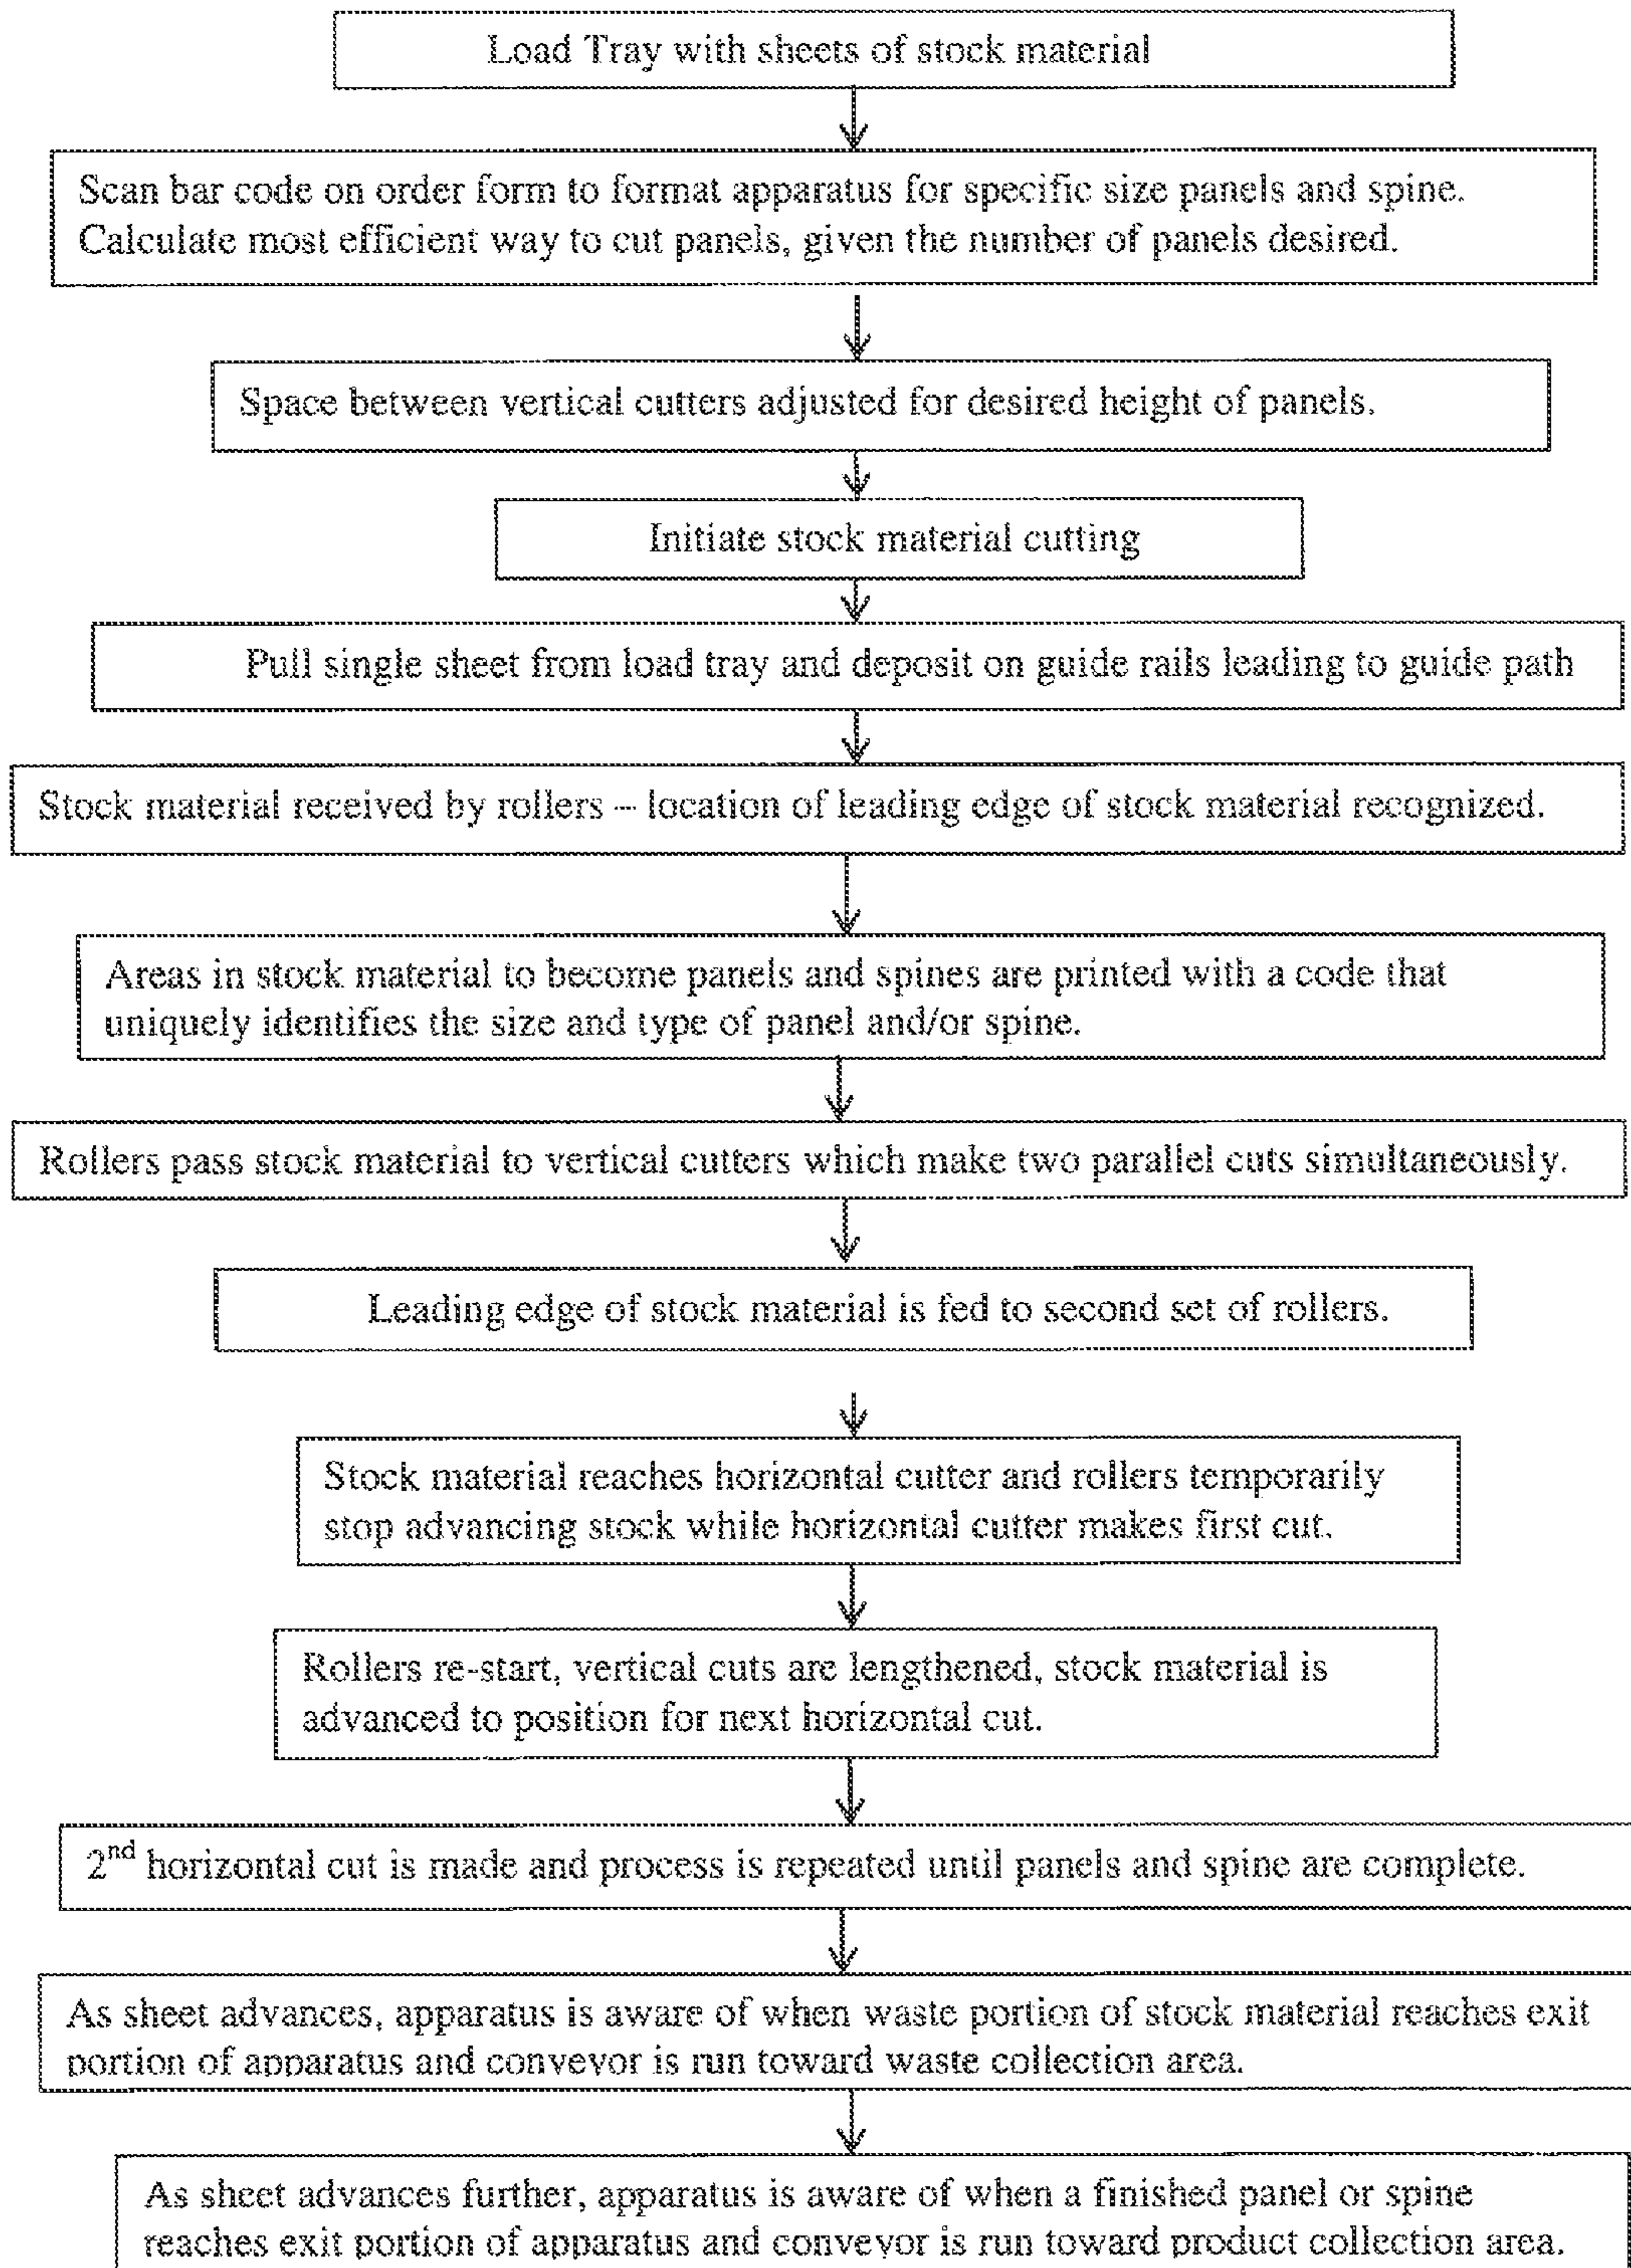 Load Tray with sheets of stock material
Scan bar code on order form to format apparatus for specific size panels and spine.
Calculate most efficient way to cut panels, given the number of panels desired.
Space between vertical cutters adjusted for desired height of panels.
Initiate stock material cutting
Pull single sheet from load tray and deposit on guide rails leading to guide path
Stock material received by rollers – location of leading edge of stock material recognized.
Areas in stock material to become panels and spines are printed with a code that
uniquely identifies the size and type of panel and/or spine.
Rollers pass stock material to vertical cutters which make two parallel cuts simultaneously.
Leading edge of stock material is fed to second set of rollers.
Stock material reaches horizontal cutter and rollers temporarily
stop advancing stock while horizontal cutter makes first cut.
Rollers re-start, vertical cuts are lengthened, stock material is
advanced to position for next horizontal cut.
2nd horizontal cut is made and process is repeated until panels and spine are complete.
As sheet advances, apparatus is aware of when waste portion of stock material reaches exit
portion of apparatus and conveyor is run toward waste collection area.
As sheet advances further, apparatus is aware of when a finished panel or spine
reaches exit portion of apparatus and conveyor is run toward product collection area.